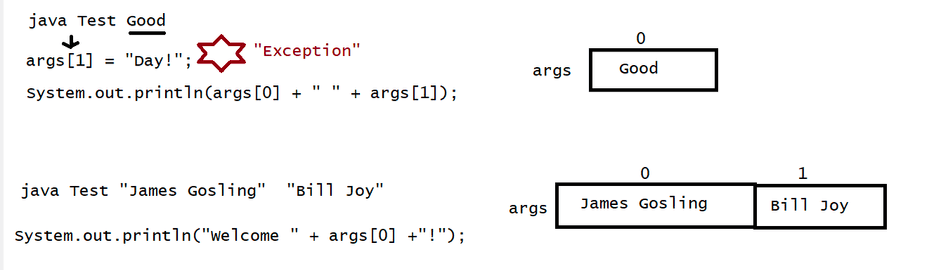 java Test Good
args[1] = "Day!"; "Exception"
System.out.println(args[0] + " " + args[1]);
0
args Good
java Test "James Gosling" "Bill Joy"
System.out.println("Welcome " + args[0] +"!");
0 1
args James Gosling Bill Joy